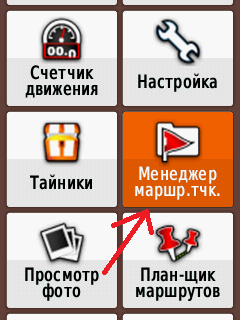 00.0
Счетчик
движения
Настройка
Тайники
Менеджер
маршр.тчк.
Просмотр
фото
План-щик
маршрутов